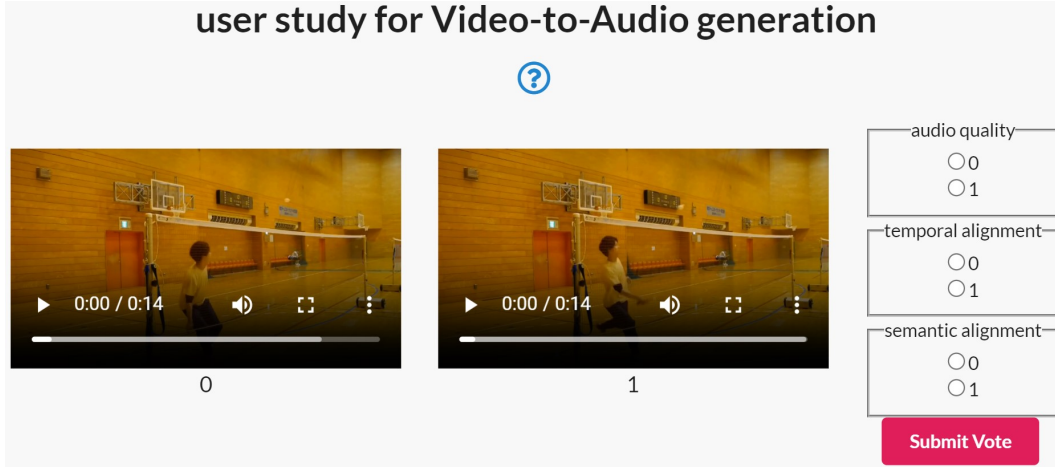 user study for Video-to-Audio generation
?
0:00 / 0:14
0:00 / 0:14
0
1
audio quality
0
1
temporal alignment
0
1
semantic alignment
0
1
Submit Vote